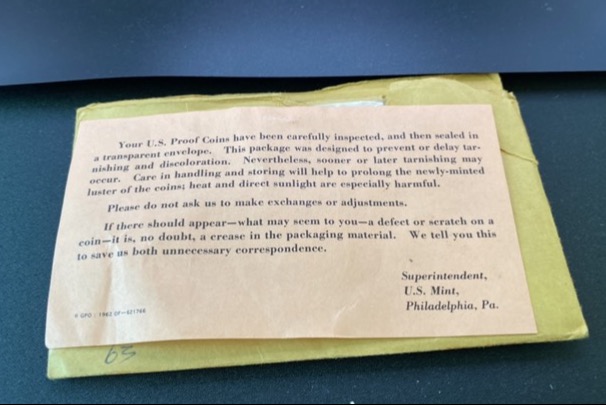 Your U.S. Proof Coins have been carefully inspected, and then sealed in
a transparent envelope. This package was designed to prevent or delay tar-
nishing and discoloration. Nevertheless, sooner or later tarnishing may
occur. Care in handling and storing will help to prolong the newly-minted
luster of the coins; heat and direct sunlight are especially harmful.
Please do not ask us to make exchanges or adjustments.
If there should appear—what may seem to you—a defect or scratch on a
coin—it is, no doubt, a crease in the packaging material. We tell you this
to save us both unnecessary correspondence.
Superintendent,
U.S. Mint,
Philadelphia, Pa.
GPO : 1962 OF—621766
63